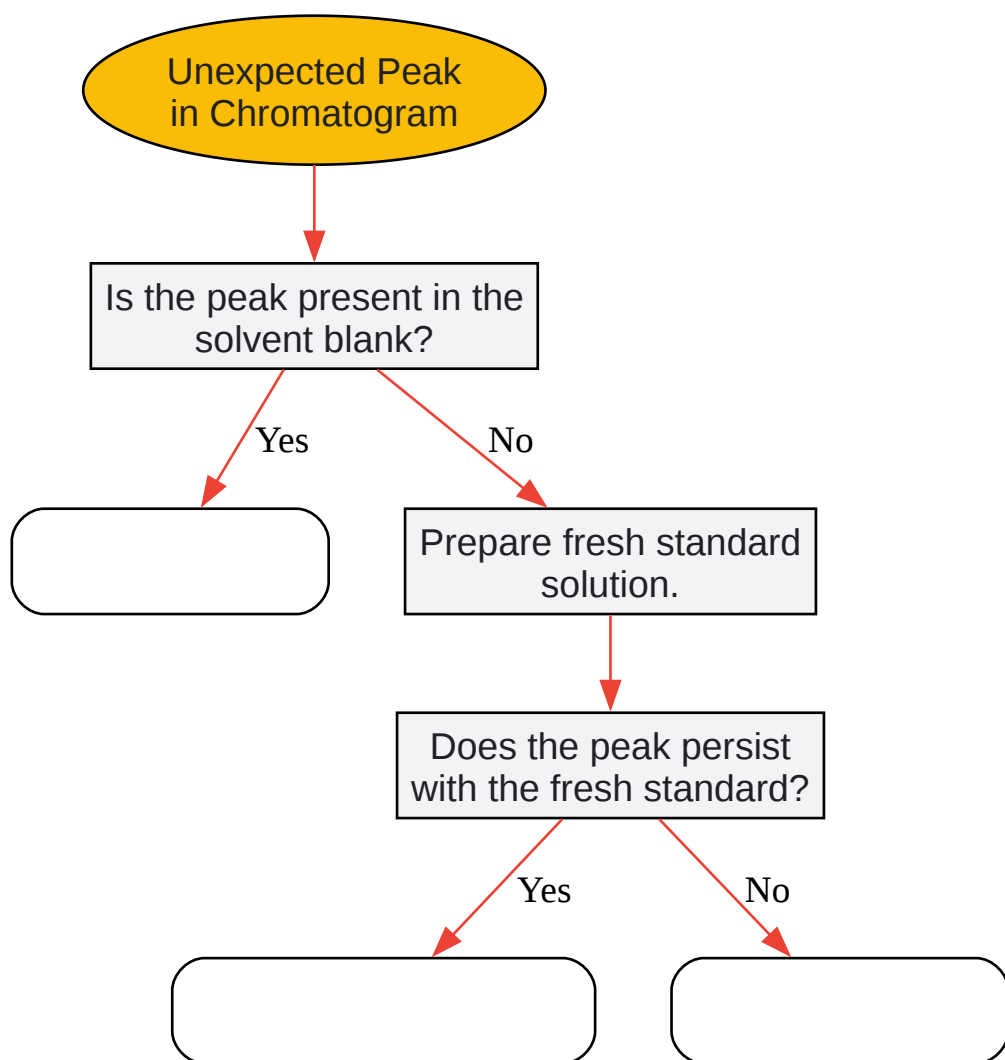 Unexpected Peak
in Chromatogram
Is the peak present in the
solvent blank?
Yes
No
Prepare fresh standard
solution.
Does the peak persist
with the fresh standard?
Yes
No